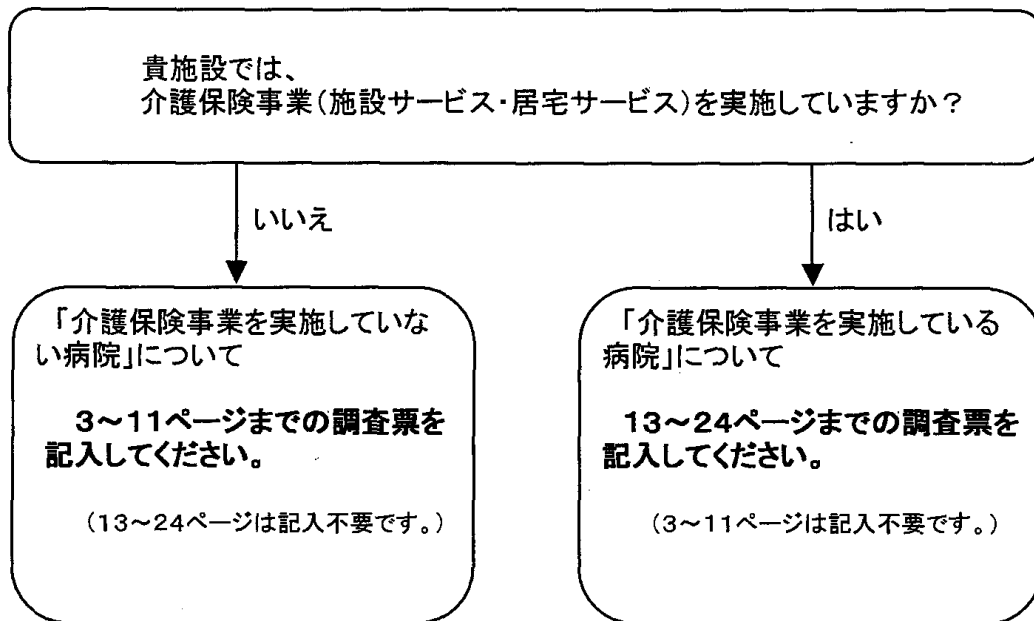 貴施設では、
介護保険事業(施設サービス・居宅サービス)を実施していますか？
いいえ
はい
「介護保険事業を実施していな
い病院」について
3～11ページまでの調査票を
記入してください。
（13～24ページは記入不要です。）
「介護保険事業を実施している
病院」について
13～24ページまでの調査票を
記入してください。
（3～11ページは記入不要です。）